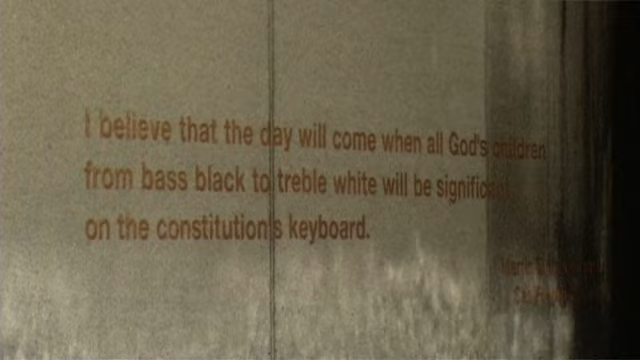 I believe that the day will come when all God's children
from bass black to treble white will be significant
on the constitution's keyboard.